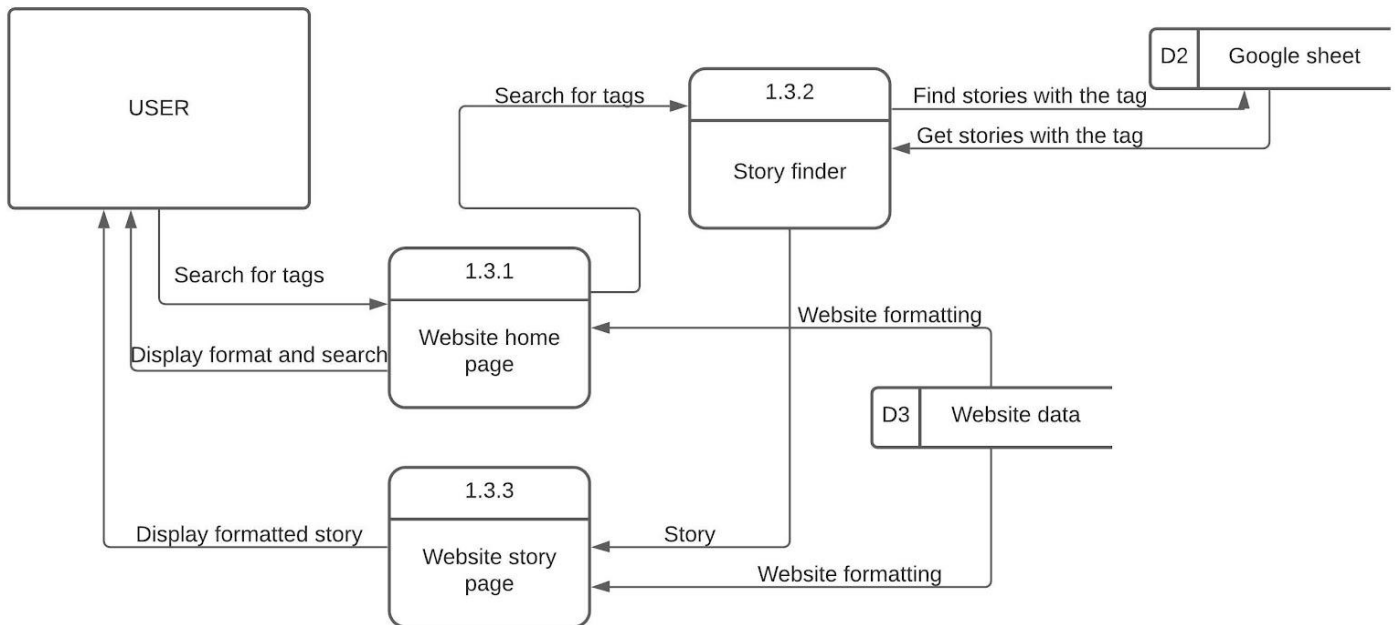 USER
D2
Google sheet
1.3.2
Search for tags
Find stories with the tag
Get stories with the tag
Story finder
1.3.1
Search for tags
Website formatting
Website home
page
Display format and search
D3
Website data
1.3.3
Display formatted story
Story
Website story
page
Website formatting